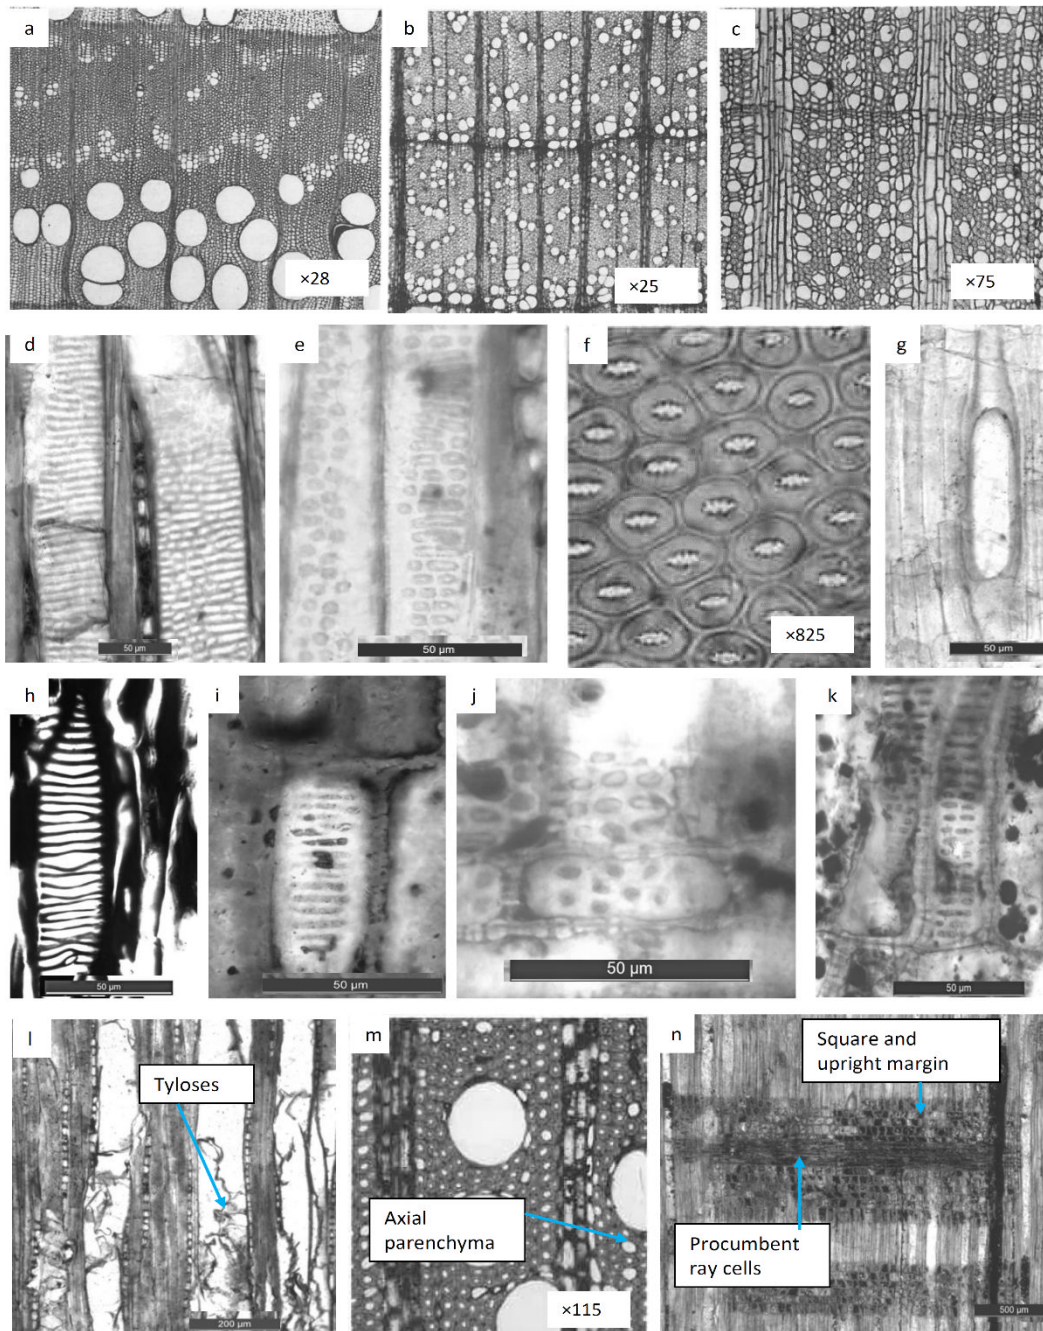 a
b
c
×28
×25
×75
d
e
f
g
50 µm
50 µm
×825
50 µm
h
i
j
k
50 µm
50 µm
50 µm
50 µm
l
m
n
Tyloses
Square and
upright margin
Axial
parenchyma
Procumbent
ray cells
200 µm
×115
500 µm